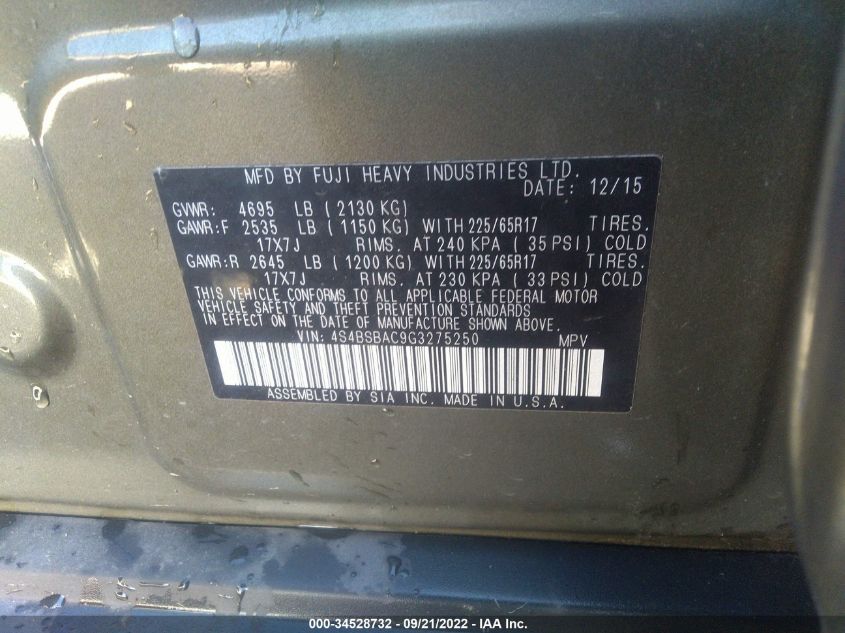 MFD BY FUJI HEAVY INDUSTRIES LTD.
DATE: 12/15
GVWR: 4695 LB ( 2130 KG)
GAWR:F 2535 LB ( 1150 KG) WITH 225/65R17 TIRES.
17X7J RIMS. AT 240 KPA ( 35 PSI) COLD
GAWR:R 2645 LB ( 1200 KG) WITH 225/65R17 TIRES.
17X7J RIMS. AT 230 KPA ( 33 PSI) COLD
THIS VEHICLE CONFORMS TO ALL APPLICABLE FEDERAL MOTOR
VEHICLE SAFETY AND THEFT PREVENTION STANDARDS
IN EFFECT ON THE DATE OF MANUFACTURE SHOWN ABOVE.
VIN: 4S4BSBAC9G3275250 MPV
ASSEMBLED BY SIA INC. MADE IN U.S.A.
000-34528732 - 09/21/2022 - IAA Inc.